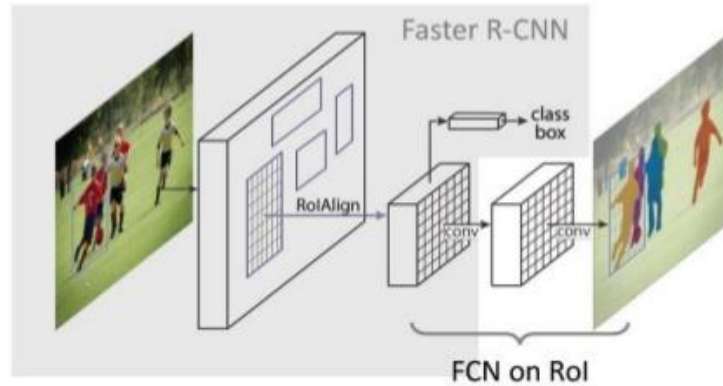 Faster R-CNN
class
box
RoIAlign
conv
conv
FCN on RoI